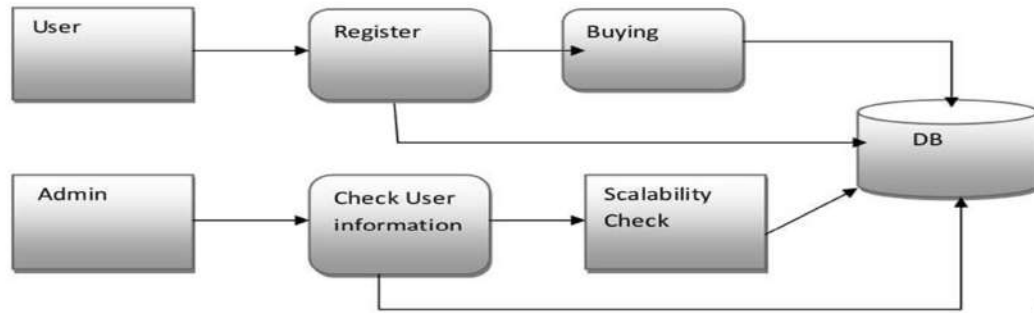 User
Register
Buying
DB
Admin
Check User
information
Scalability
Check